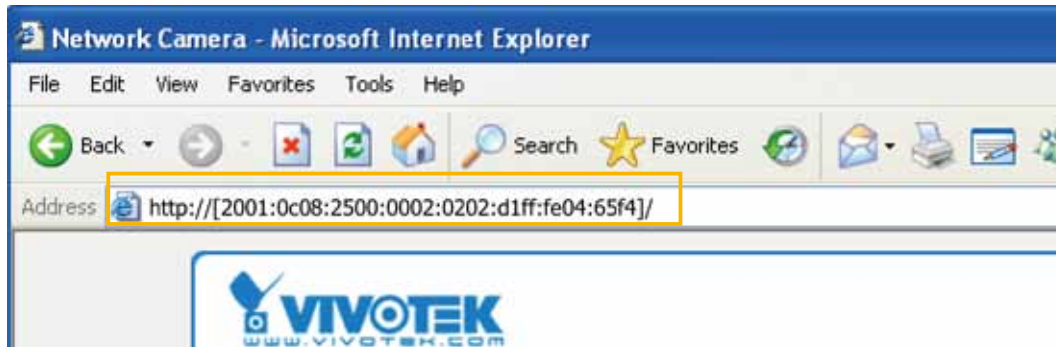 Network Camera - Microsoft Internet Explorer
File Edit View Favorites Tools Help
Back Search Favorites
Address http://[2001:0c08:2500:0002:0202:d1ff:fe04:65f4]/
VIVOTEK
WWW.VIVOTEK.COM